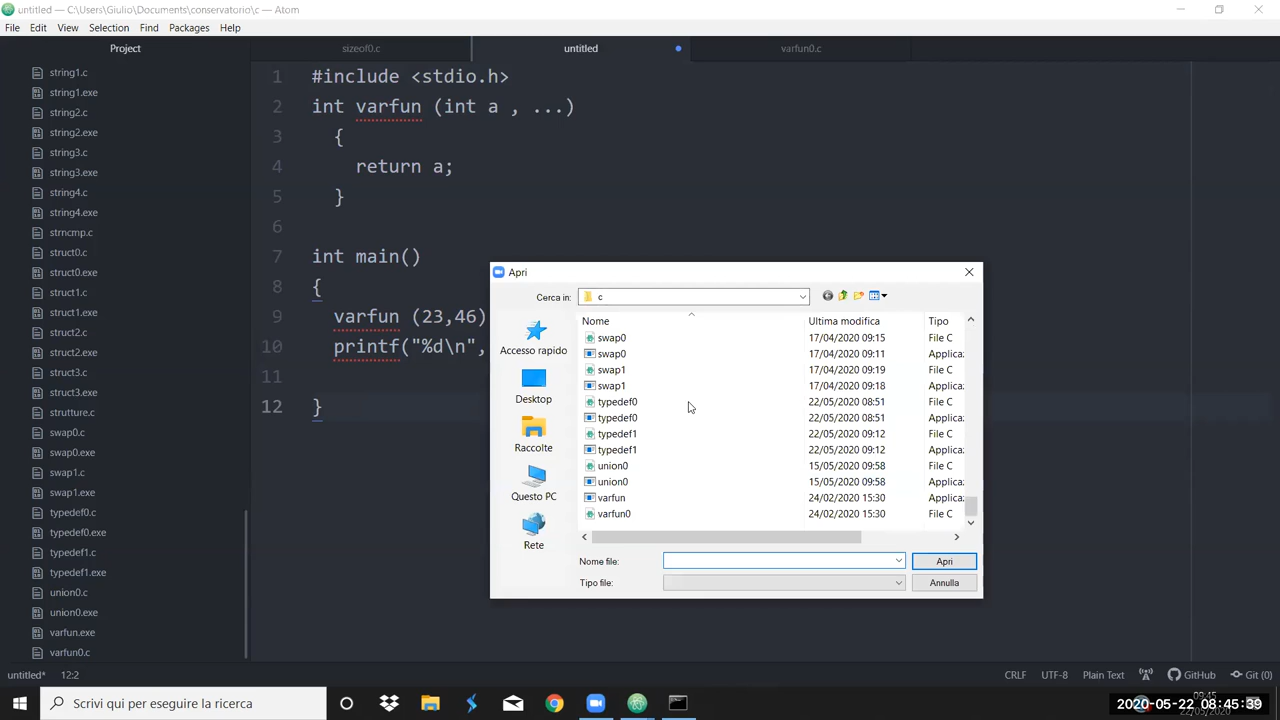 untitled — C:\Users\Giulio\Documents\conservatorio\c — Atom
File Edit View Selection Find Packages Help
Project
sizeof0.c
untitled
varfun0.c
string1.c
string1.exe
string2.c
string2.exe
string3.c
string3.exe
string4.c
string4.exe
strncmp.c
struct0.c
struct0.exe
struct1.c
struct1.exe
struct2.c
struct2.exe
struct3.c
struct3.exe
strutture.c
swap0.c
swap0.exe
swap1.c
swap1.exe
typedef0.c
typedef0.exe
typedef1.c
typedef1.exe
union0.c
union0.exe
varfun.exe
varfun0.c
1 #include <stdio.h>
2 int varfun (int a , ...)
3 {
4 return a;
5 }
6
7 int main()
8 {
9 varfun (23,46)
10 printf("%d\n",
11
12 }
Apri
Cerca in: c
Accesso rapido
Desktop
Raccolte
Questo PC
Rete
Nome Ultima modifica Tipo
swap0 17/04/2020 09:15 File C
swap0 17/04/2020 09:11 Applica
swap1 17/04/2020 09:19 File C
swap1 17/04/2020 09:18 Applica
typedef0 22/05/2020 08:51 File C
typedef0 22/05/2020 08:51 Applica
typedef1 22/05/2020 09:12 File C
typedef1 22/05/2020 09:12 Applica
union0 15/05/2020 09:58 File C
union0 15/05/2020 09:58 Applica
varfun 24/02/2020 15:30 Applica
varfun0 24/02/2020 15:30 File C
Nome file: Apri
Tipo file: Annulla
untitled* 12:2 CRLF UTF-8 Plain Text GitHub Git (0)
Scrivi qui per eseguire la ricerca
09:45
2020-05-22 08:45:39